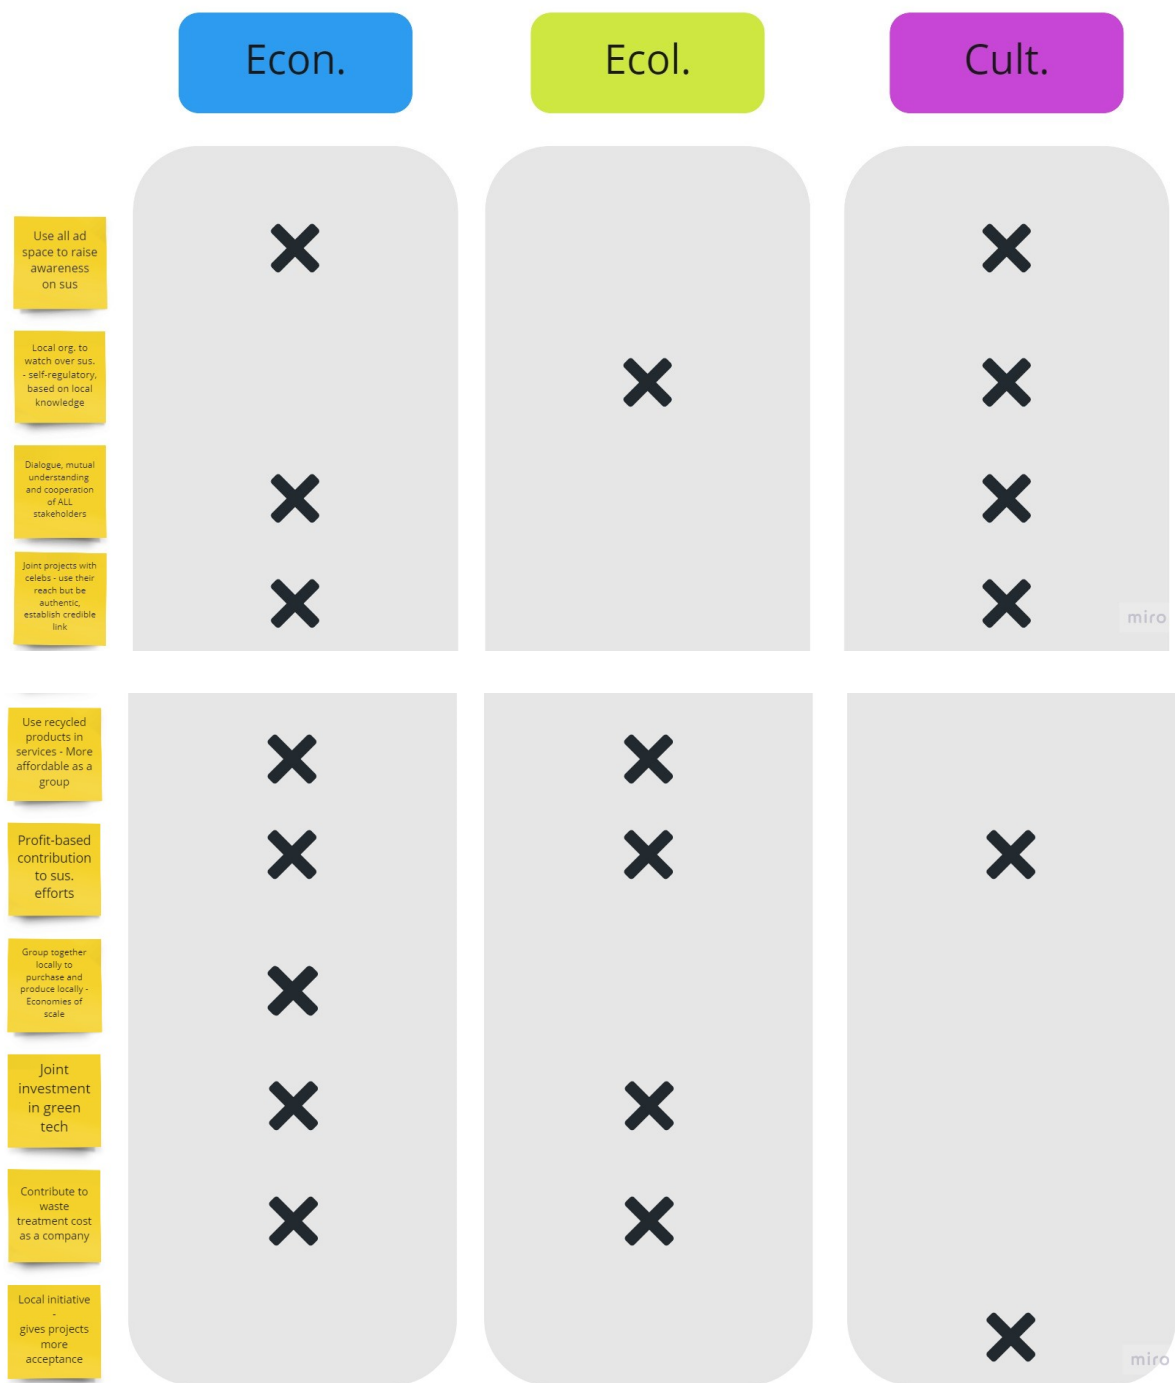 Econ.
Ecol.
Cult.
Use all ad
space to raise
awareness
on sus
Local org. to
watch over sus.
- self-regulatory,
based on local
knowledge
Dialogue, mutual
understanding
and cooperation
of ALL
stakeholders
Joint projects with
celebs - use their
reach but be
authentic,
establish credible
link
miro
Use recycled
products in
services - More
affordable as a
group
Profit-based
contribution
to sus.
efforts
Group together
locally to
purchase and
produce locally -
Economies of
scale
Joint
investment
in green
tech
Contribute to
waste
treatment cost
as a company
Local initiative
-
gives projects
more
acceptance
miro